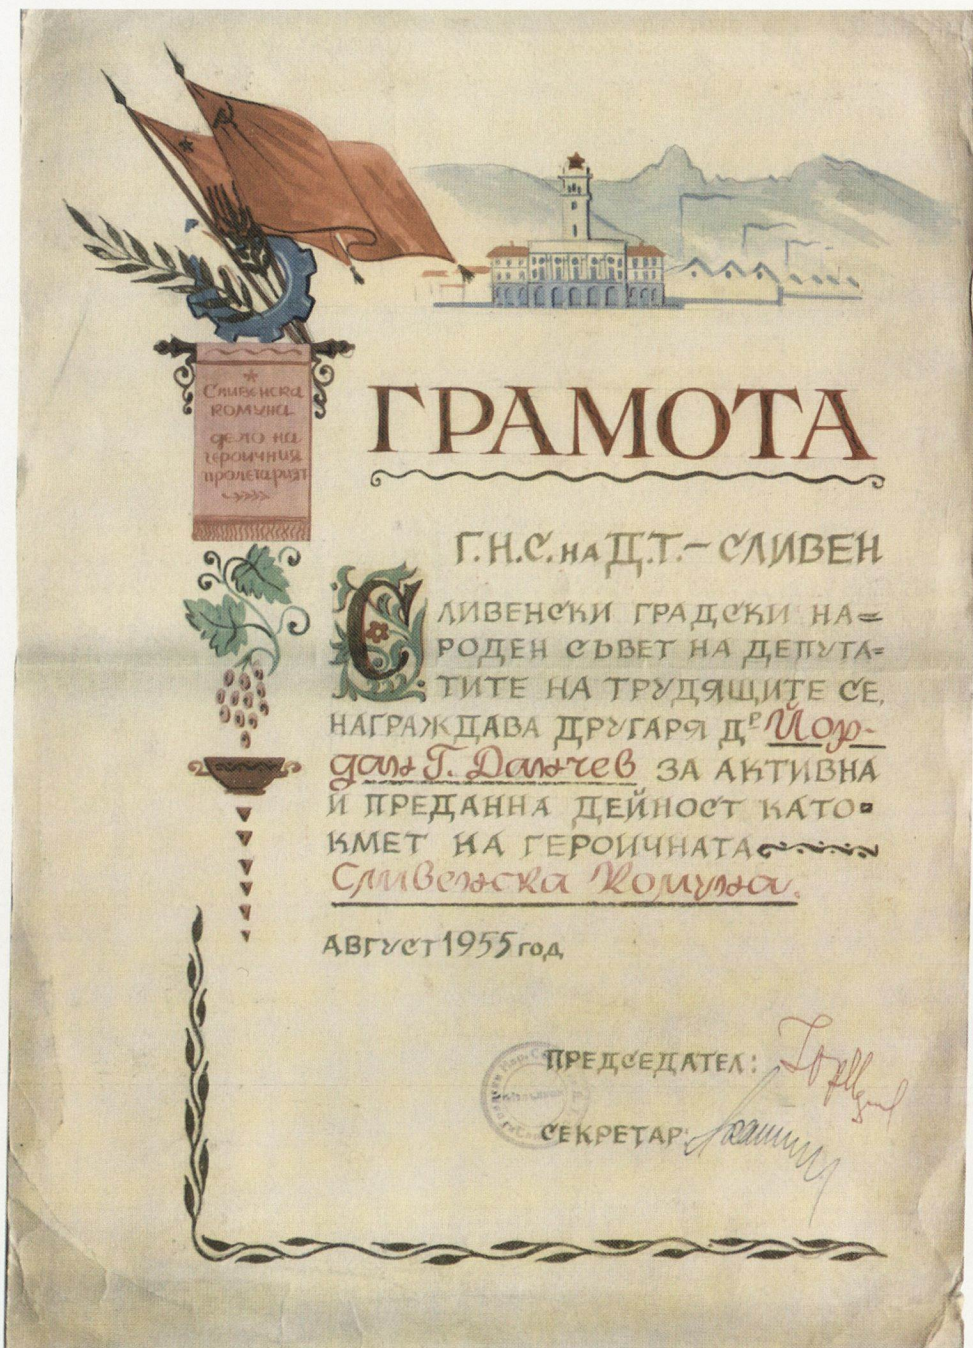 Сливенска
комуна
дело на
героичния
пролетариат
ГРАМОТА
Г.Н.С. на Д.Т. – СЛИВЕН
СЛИВЕНСКИ ГРАДСКИ НА=
РОДЕН СЪВЕТ НА ДЕПУТА=
ТИТЕ НА ТРУДЯЩИТЕ СЕ,
НАГРАЖДАВА ДРУГАРЯ Др Йор-
дан Г. Данчев ЗА АКТИВНА
И ПРЕДАННА ДЕЙНОСТ КАТО
КМЕТ НА ГЕРОИЧНАТА
Сливенска Комуна.
АВГУСТ 1955 год
ПРЕДСЕДАТЕЛ:
СЕКРЕТАР: